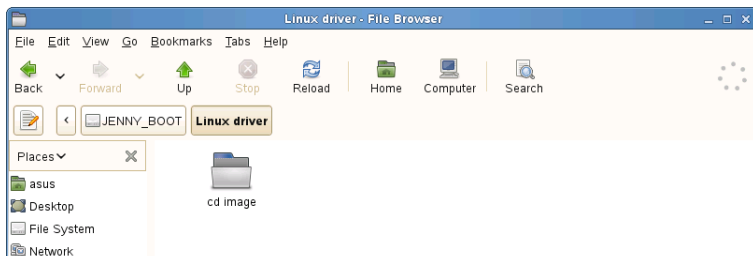 Linux driver - File Browser
File Edit View Go Bookmarks Tabs Help
Back Forward Up Stop Reload Home Computer Search
JENNY_BOOT Linux driver
Places
asus
Desktop
File System
Network
cd image